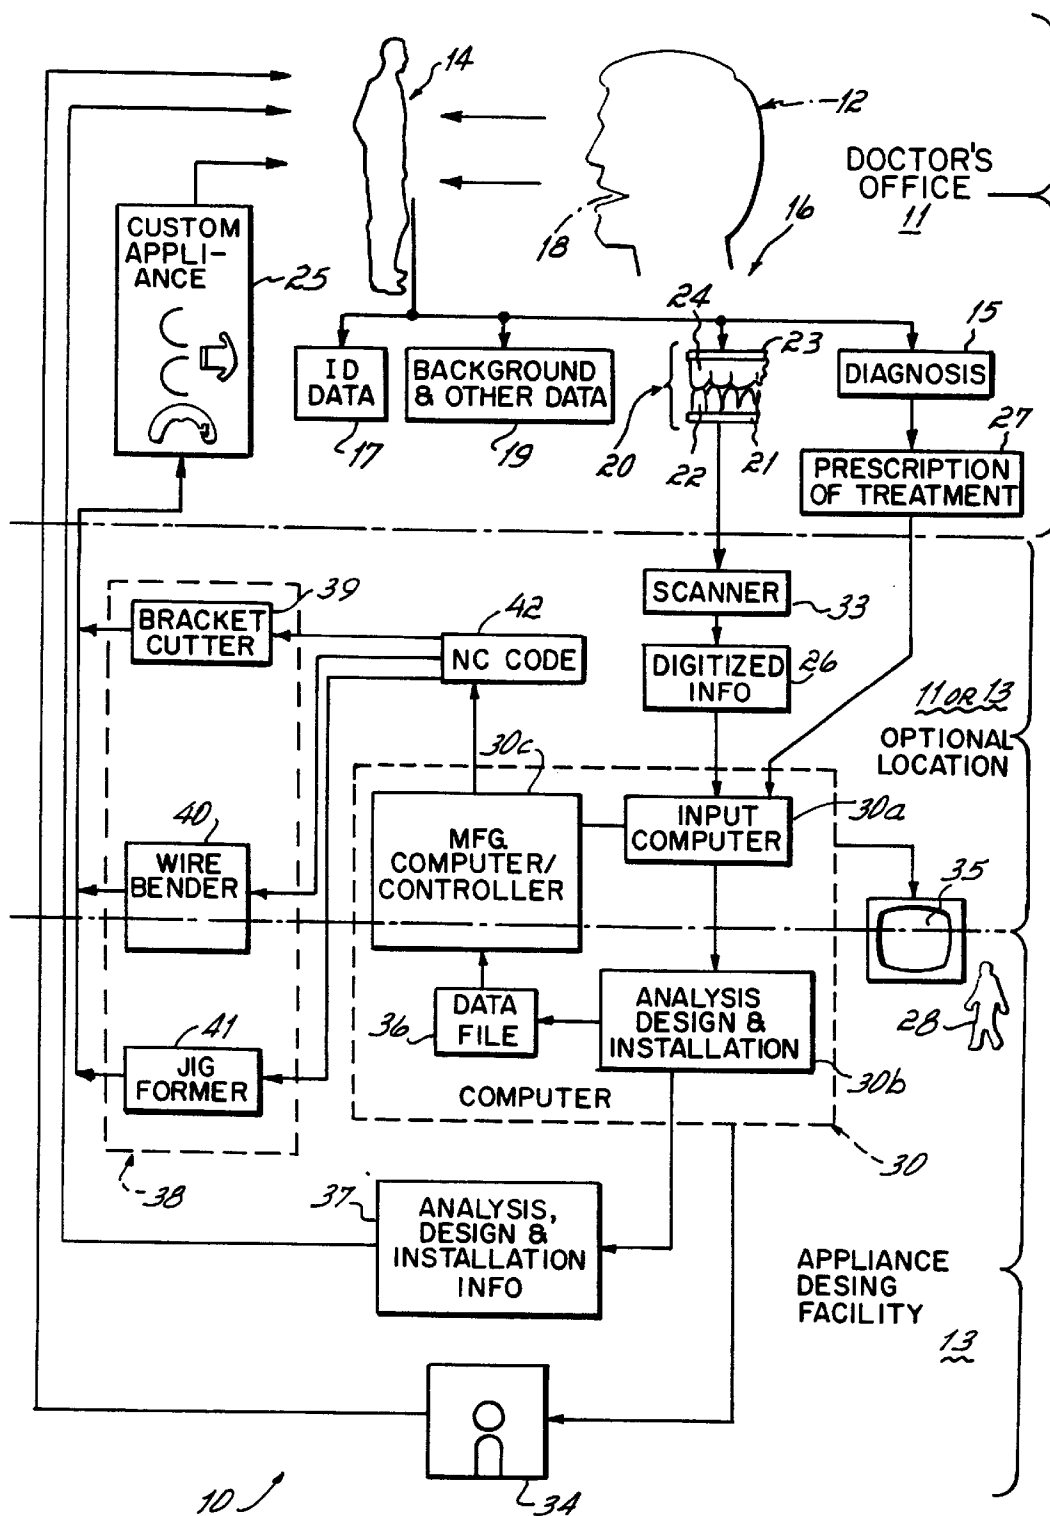 14
12
DOCTOR'S
OFFICE
11
16
18
CUSTOM
APPLI-
ANCE
25
24
15
23
ID
DATA
BACKGROUND
& OTHER DATA
20
DIAGNOSIS
17
19
22
21
27
PRESCRIPTION
OF TREATMENT
SCANNER
33
39
BRACKET
CUTTER
42
NC CODE
DIGITIZED
INFO
26
11 OR 13
OPTIONAL
LOCATION
30c
INPUT
COMPUTER
30a
40
WIRE
BENDER
MFG.
COMPUTER/
CONTROLLER
35
36
DATA
FILE
ANALYSIS
DESIGN &
INSTALLATION
28
41
JIG
FORMER
COMPUTER
30b
30
38
37
ANALYSIS,
DESIGN &
INSTALLATION
INFO
APPLIANCE
DESING
FACILITY
13
34
10